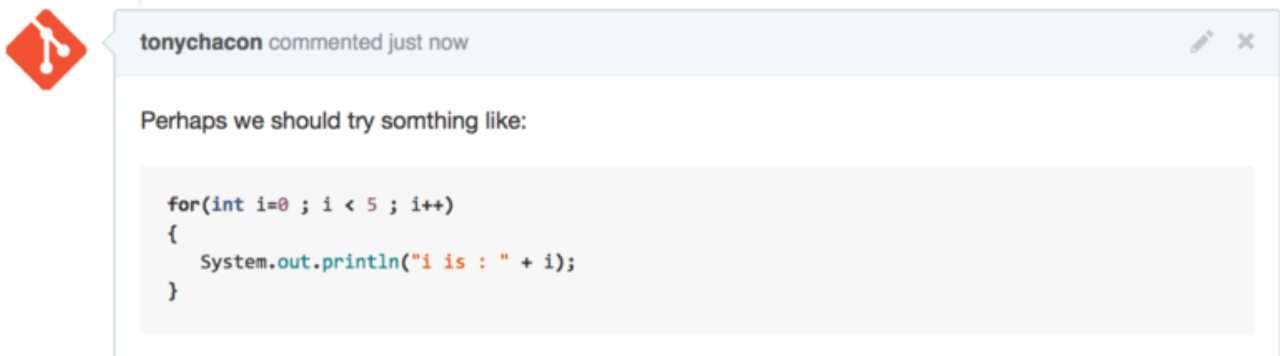 tonychacon commented just now
Perhaps we should try somthing like:
for(int i=0 ; i < 5 ; i++)
{
   System.out.println("i is : " + i);
}